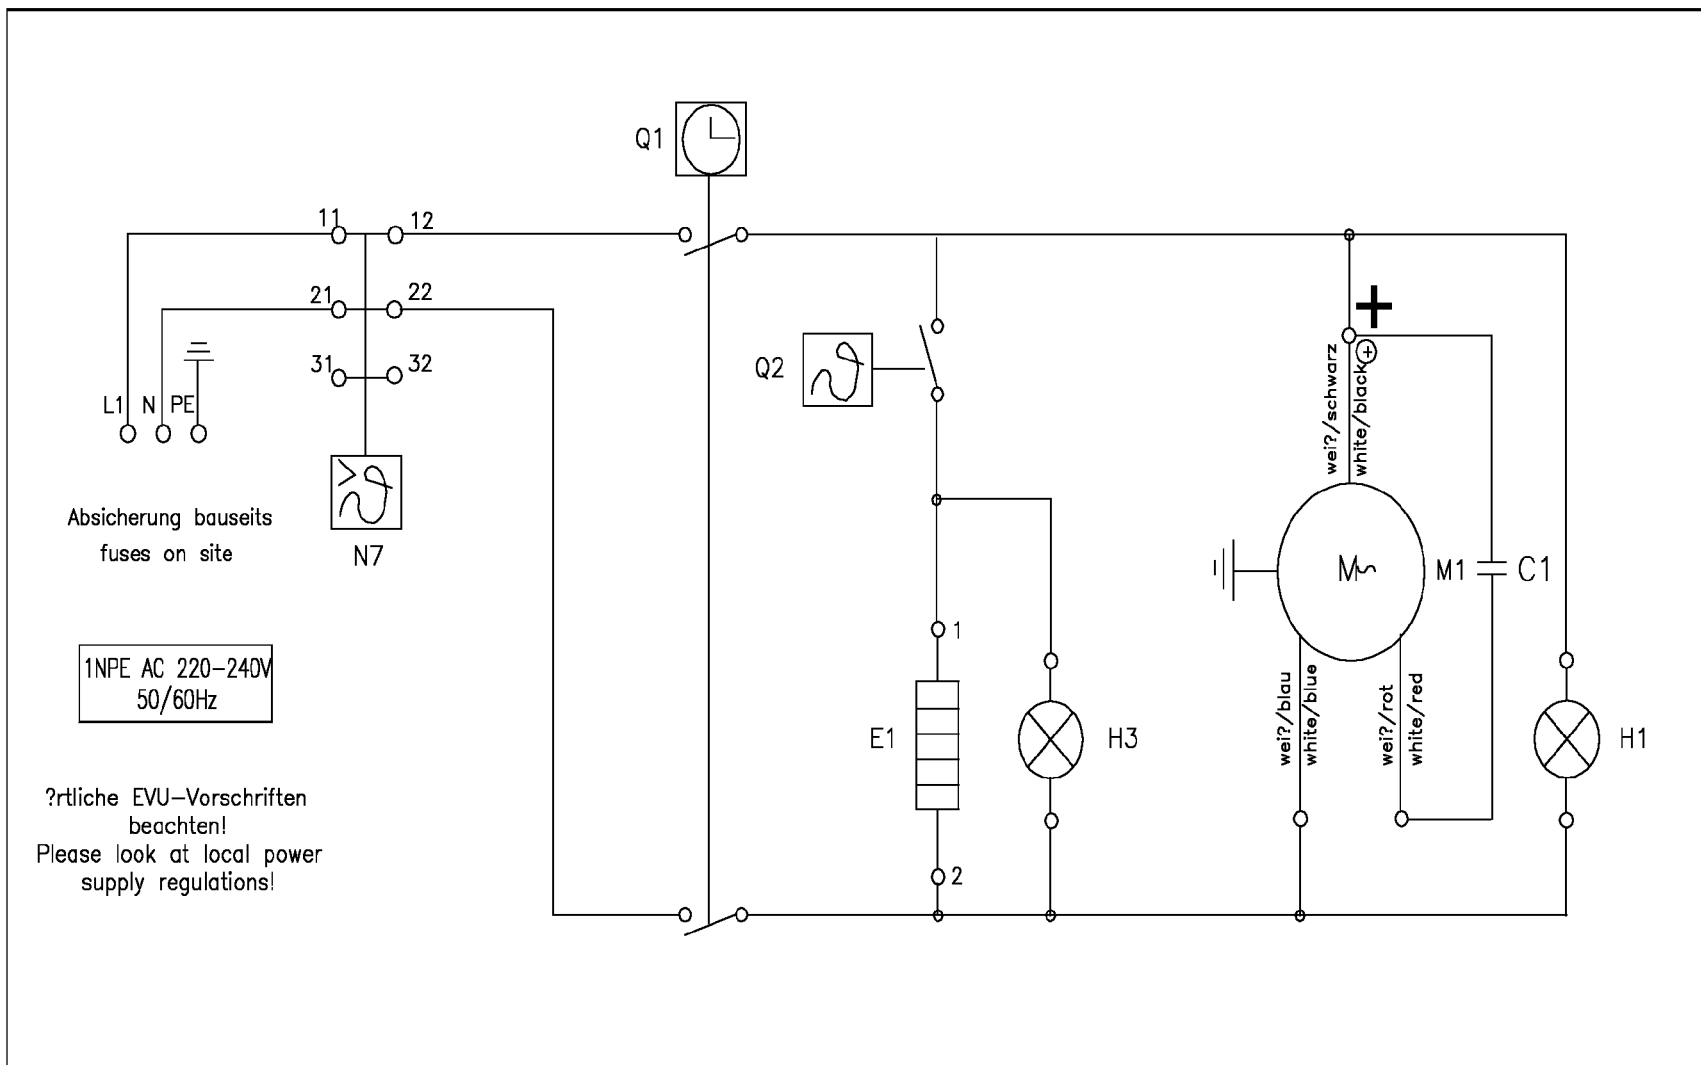 Q1
11
12
21
22
31
32
L1 N PE
Q2
N7
Absicherung bauseits
fuses on site
1NPE AC 220-240V
50/60Hz
?rtliche EVU-Vorschriften
beachten!
Please look at local power
supply regulations!
1
E1
2
H3
wei?/schwarz
white/black
+
+
M~
M1
C1
wei?/blau
white/blue
wei?/rot
white/red
H1